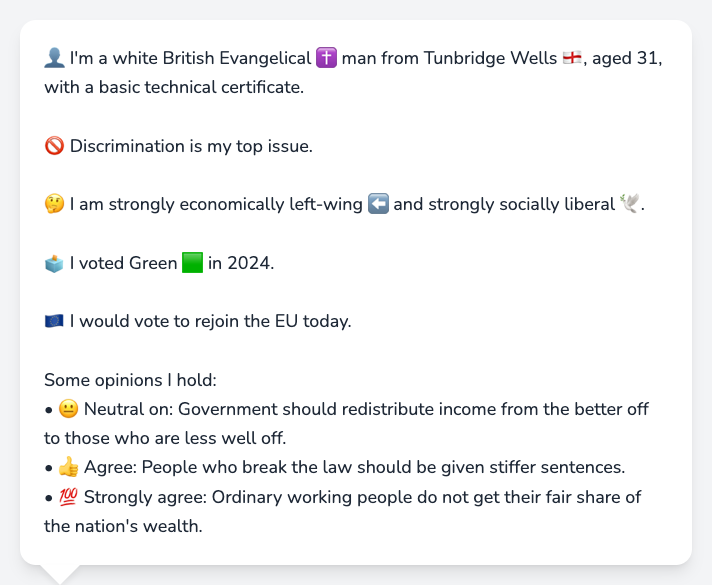 👤 I'm a white British Evangelical ✝️ man from Tunbridge Wells 🏴󠁧󠁢󠁥󠁮󠁧󠁿, aged 31,
with a basic technical certificate.
🚫 Discrimination is my top issue.
🤔 I am strongly economically left-wing ⬅️ and strongly socially liberal 🕊️.
🗳️ I voted Green 🟩 in 2024.
🇪🇺 I would vote to rejoin the EU today.
Some opinions I hold:
• 😐 Neutral on: Government should redistribute income from the better off
to those who are less well off.
• 👍 Agree: People who break the law should be given stiffer sentences.
• 💯 Strongly agree: Ordinary working people do not get their fair share of
the nation's wealth.